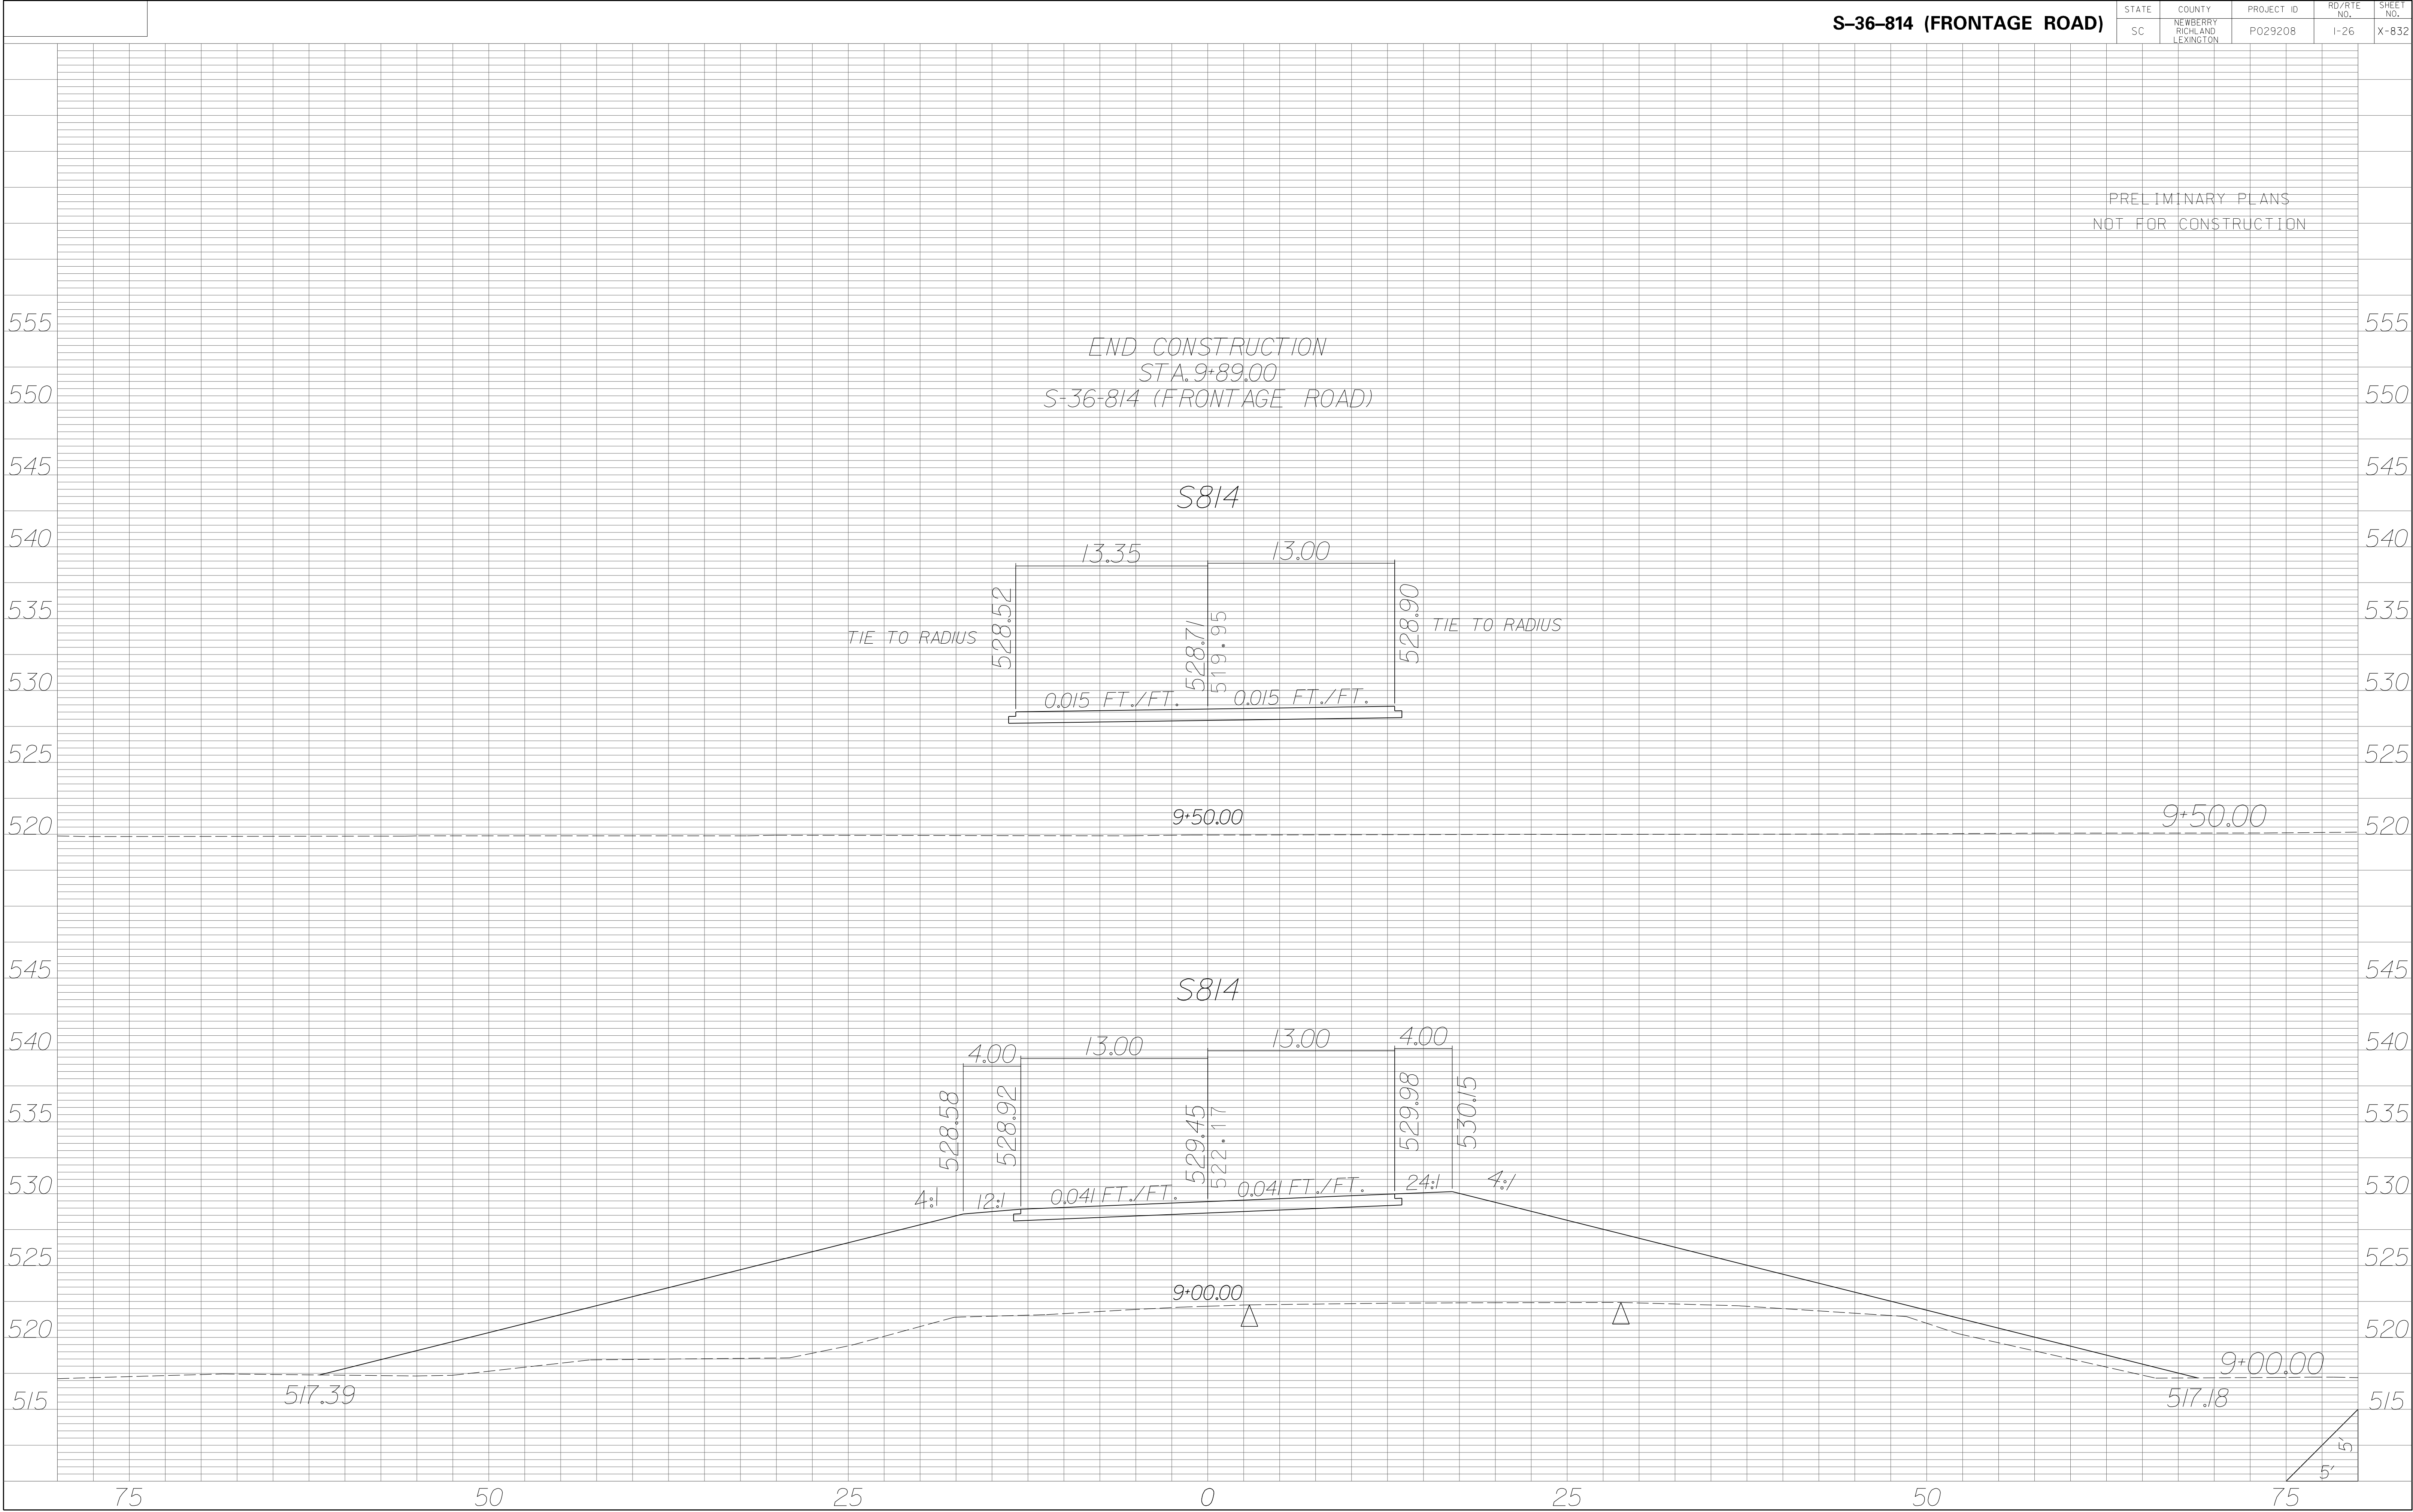 S-36-814 (FRONTAGE ROAD)
STATE COUNTY PROJECT ID RD/RTE NO. SHEET NO.
SC NEWBERRY RICHLAND LEXINGTON P029208 I-26 X-832
PRELIMINARY PLANS
NOT FOR CONSTRUCTION
555 555
END CONSTRUCTION
STA. 9+89.00
550 S-36-814 (FRONTAGE ROAD) 550
545 545
S814
540 540
13.35 13.00
535 535
528.52 528.71 519.95 528.90
TIE TO RADIUS TIE TO RADIUS
530 530
0.015 FT./FT. 0.015 FT./FT.
525 525
520 9+50.00 9+50.00 520
545 545
S814
540 540
4.00 13.00 13.00 4.00
535 535
528.58 528.92 529.45 522.17 529.98 530.15
530 530
4:1 12:1 0.041 FT./FT. 0.041 FT./FT. 24:1 4:1
525 525
9+00.00
520 520
9+00.00
517.39 517.18
515 515
5'
5'
75 50 25 0 25 50 75